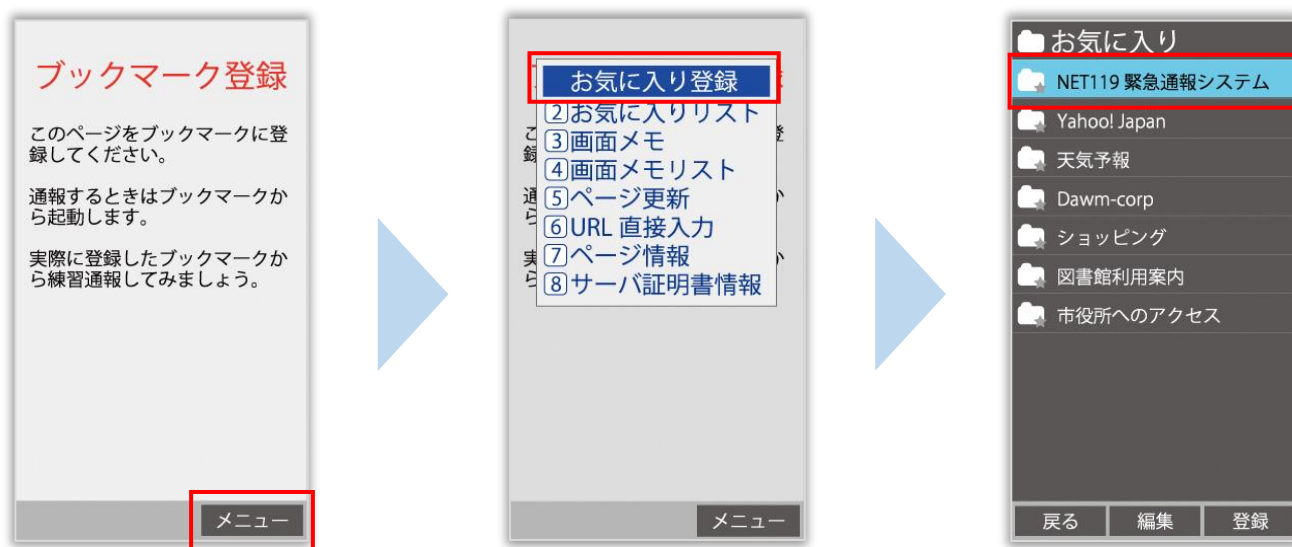 ブックマーク登録
このページをブックマークに登
録してください。
通報するときはブックマークか
ら起動します。
実際に登録したブックマークか
ら練習通報してみましょう。
メニュー
お気に入り登録
2お気に入りリスト
3画面メモ
4画面メモリスト
5ページ更新
6URL 直接入力
7ページ情報
8サーバ証明書情報
メニュー
お気に入り
NET119 緊急通報システム
Yahoo! Japan
天気予報
Dawm-corp
ショッピング
図書館利用案内
市役所へのアクセス
戻る 編集 登録